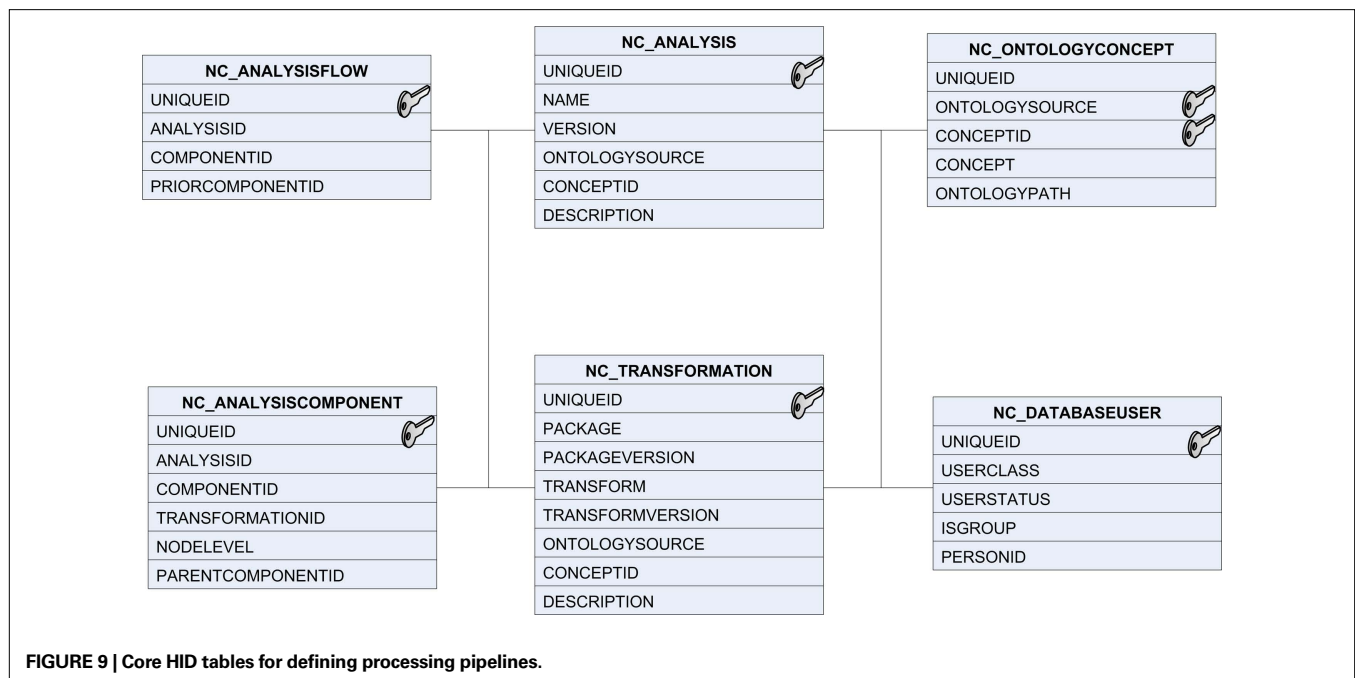 NC_ANALYSISFLOW
UNIQUEID
ANALYSISID
COMPONENTID
PRIORCOMPONENTID
NC_ANALYSIS
UNIQUEID
NAME
VERSION
ONTOLOGYSOURCE
CONCEPTID
DESCRIPTION
NC_ONTOLOGYCONCEPT
UNIQUEID
ONTOLOGYSOURCE
CONCEPTID
CONCEPT
ONTOLOGYPATH
NC_ANALYSISCOMPONENT
UNIQUEID
ANALYSISID
COMPONENTID
TRANSFORMATIONID
NODELEVEL
PARENTCOMPONENTID
NC_TRANSFORMATION
UNIQUEID
PACKAGE
PACKAGEVERSION
TRANSFORM
TRANSFORMVERSION
ONTOLOGYSOURCE
CONCEPTID
DESCRIPTION
NC_DATABASEUSER
UNIQUEID
USERCLASS
USERSTATUS
ISGROUP
PERSONID
FIGURE 9 | Core HID tables for defining processing pipelines.